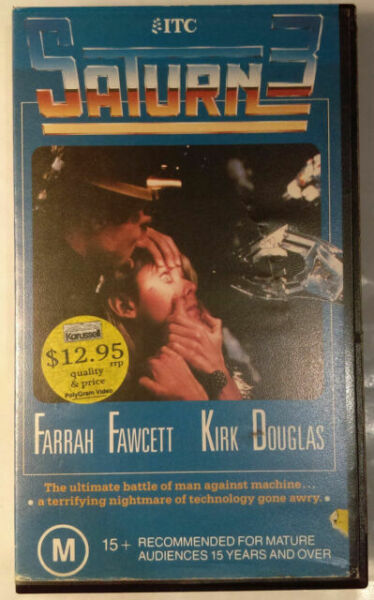 ITC
SATURN 3
Karussell
$12.95 rrp
quality
& price
PolyGram Video
FARRAH FAWCETT KIRK DOUGLAS
The ultimate battle of man against machine...
• a terrifying nightmare of technology gone awry. •
M 15+ RECOMMENDED FOR MATURE
AUDIENCES 15 YEARS AND OVER